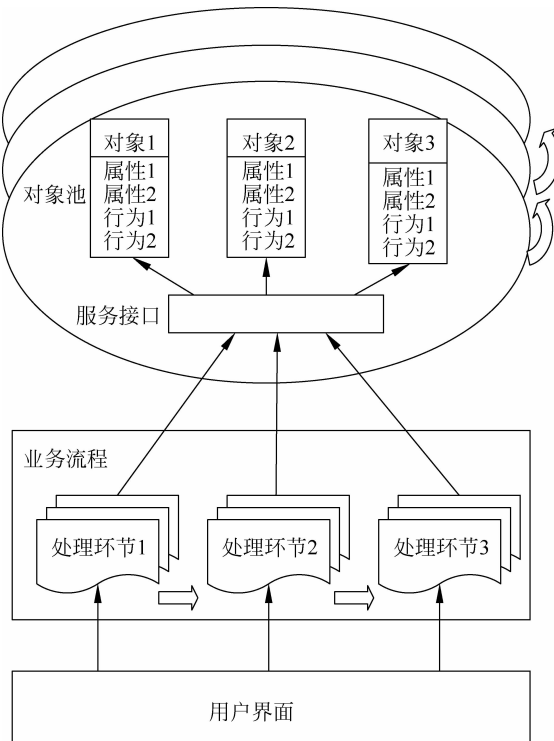 对象1
属性1
属性2
行为1
行为2
对象2
属性1
属性2
行为1
行为2
对象3
属性1
属性2
行为1
行为2
对象池
服务接口
业务流程
处理环节1
处理环节2
处理环节3
用户界面